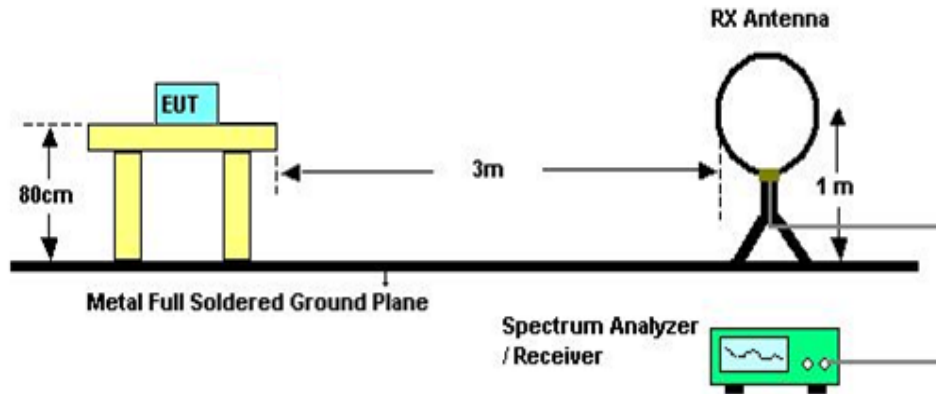 RX Antenna
EUT
3m
80cm
1 m
Metal Full Soldered Ground Plane
Spectrum Analyzer
/ Receiver